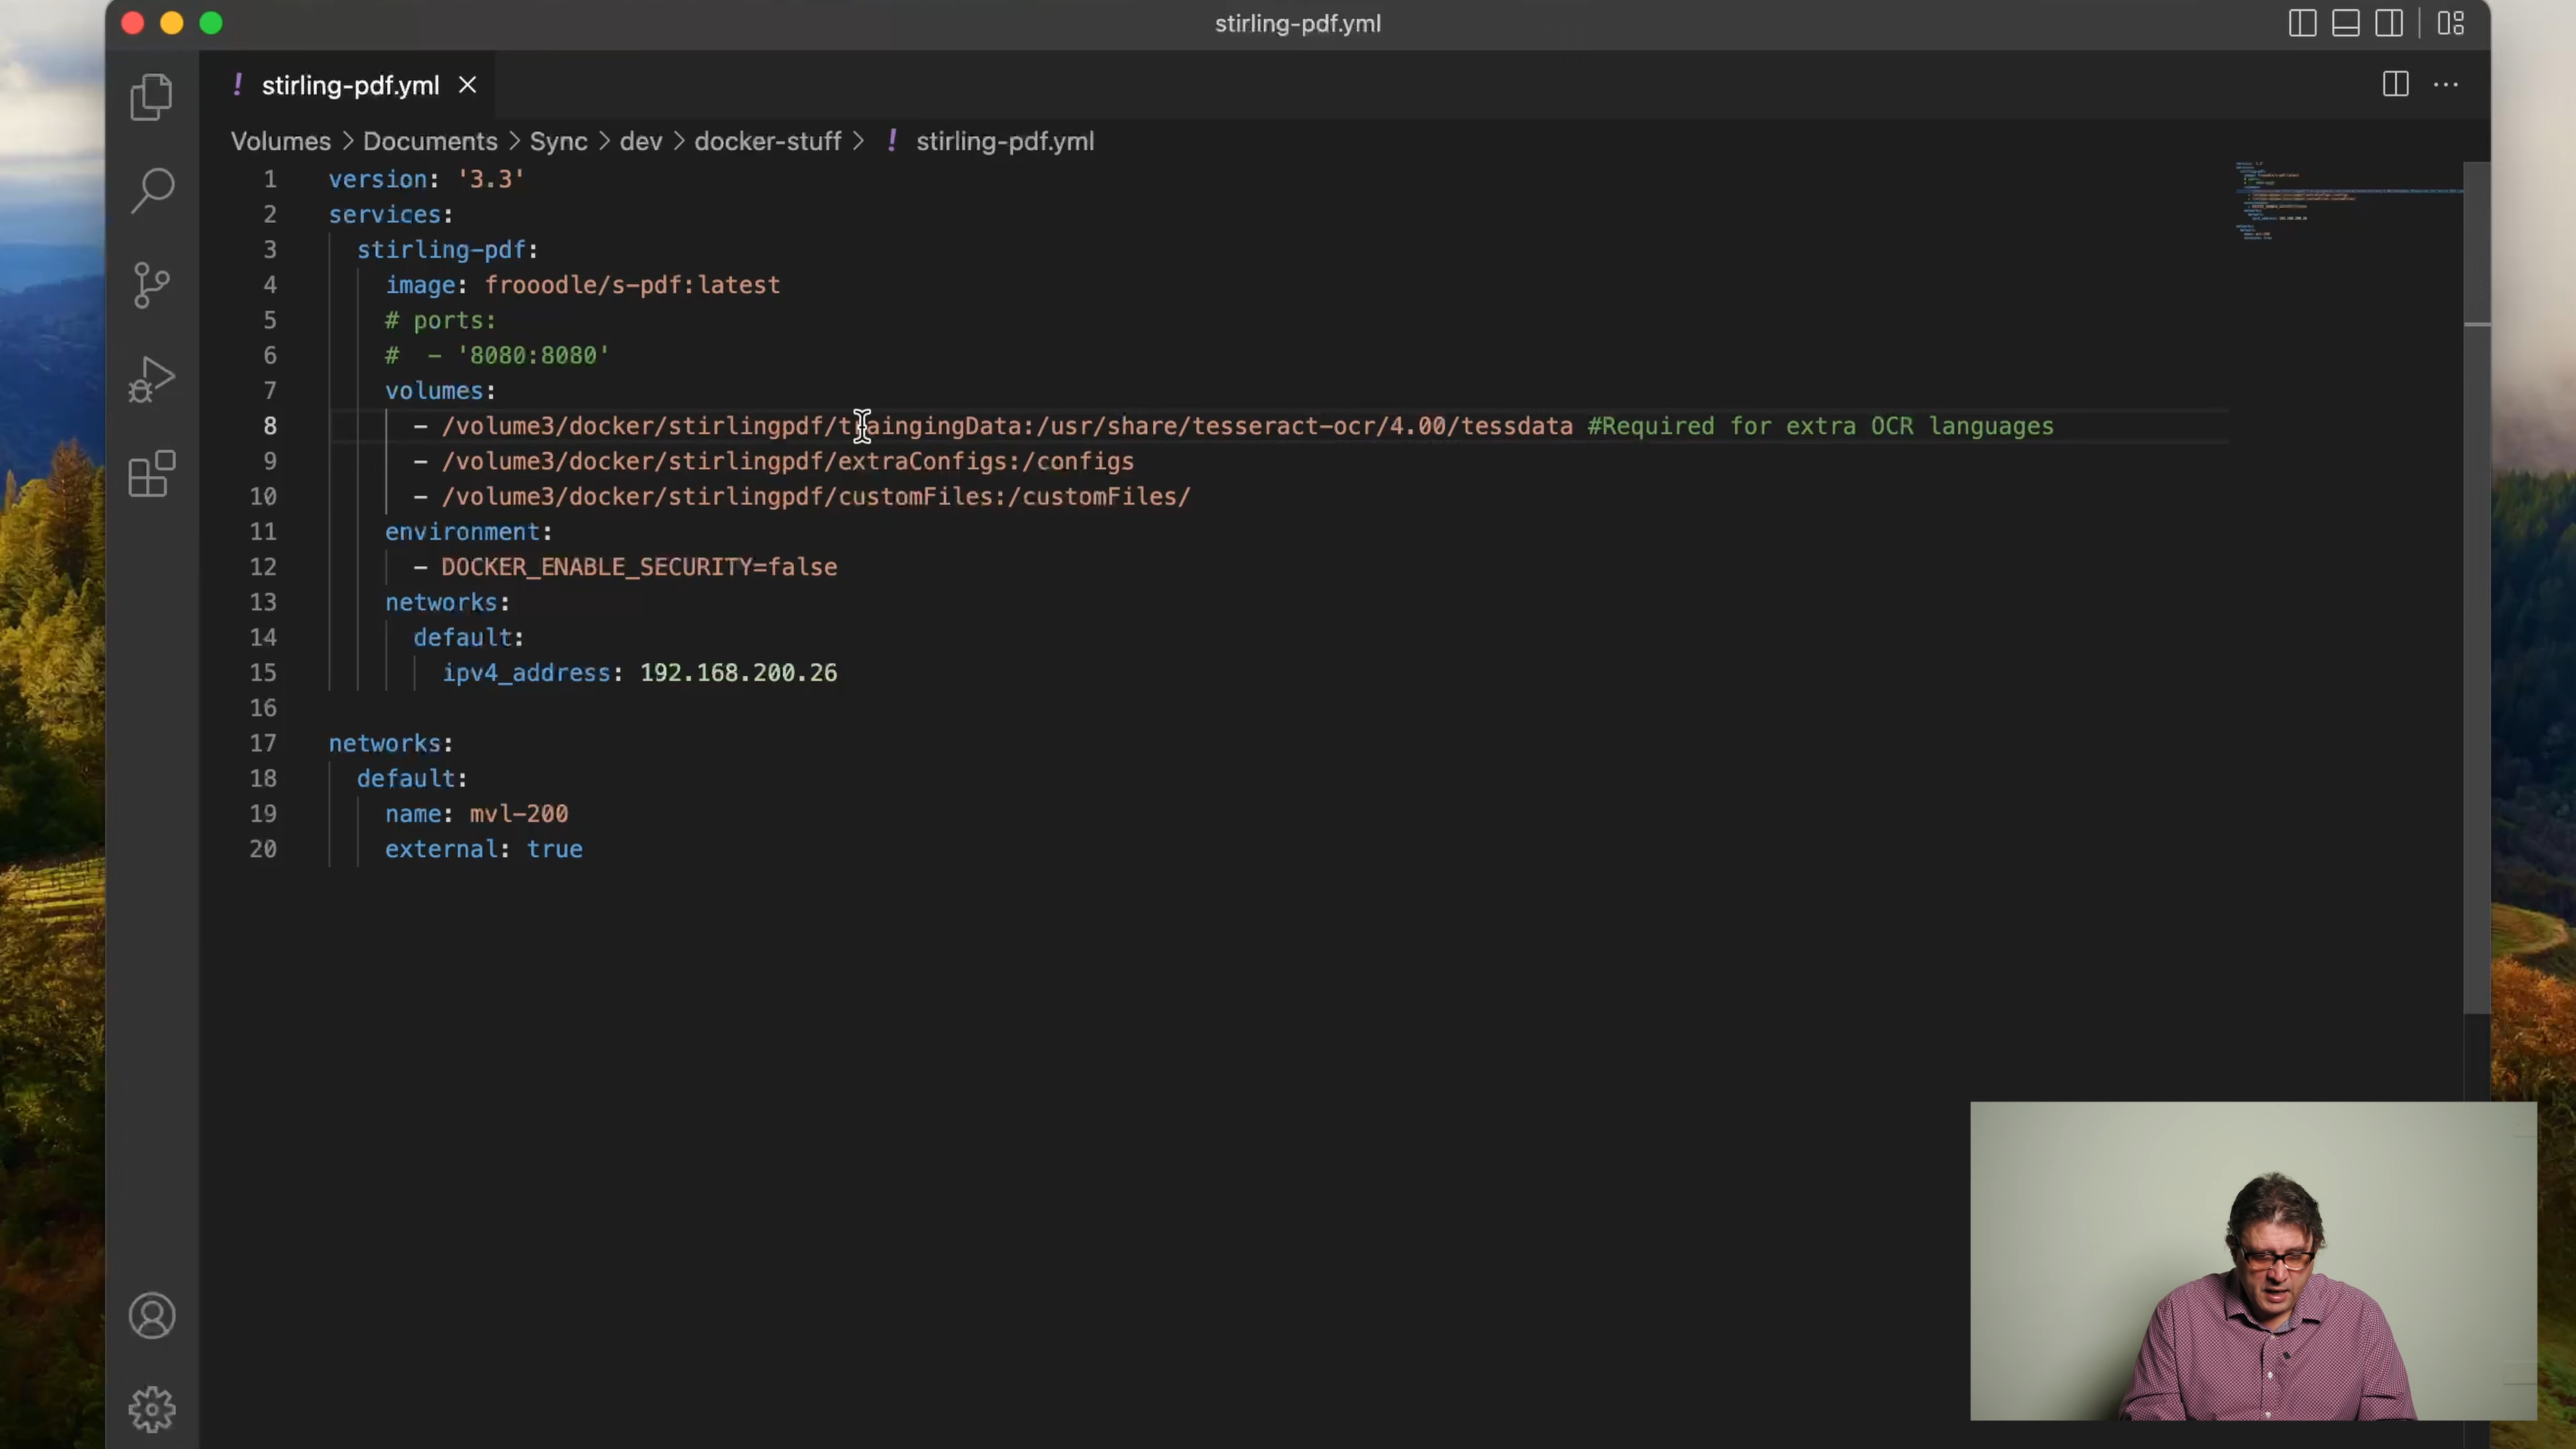 stirling-pdf.yml
! stirling-pdf.yml
Volumes > Documents > Sync > dev > docker-stuff > ! stirling-pdf.yml
1 version: '3.3'
2 services:
3 stirling-pdf:
4 image: frooodle/s-pdf:latest
5 # ports:
6 #  - '8080:8080'
7 volumes:
8 - /volume3/docker/stirlingpdf/traingingData:/usr/share/tesseract-ocr/4.00/tessdata #Required for extra OCR languages
9 - /volume3/docker/stirlingpdf/extraConfigs:/configs
10 - /volume3/docker/stirlingpdf/customFiles:/customFiles/
11 environment:
12 - DOCKER_ENABLE_SECURITY=false
13 networks:
14 default:
15 ipv4_address: 192.168.200.26
16
17 networks:
18 default:
19 name: mvl-200
20 external: true